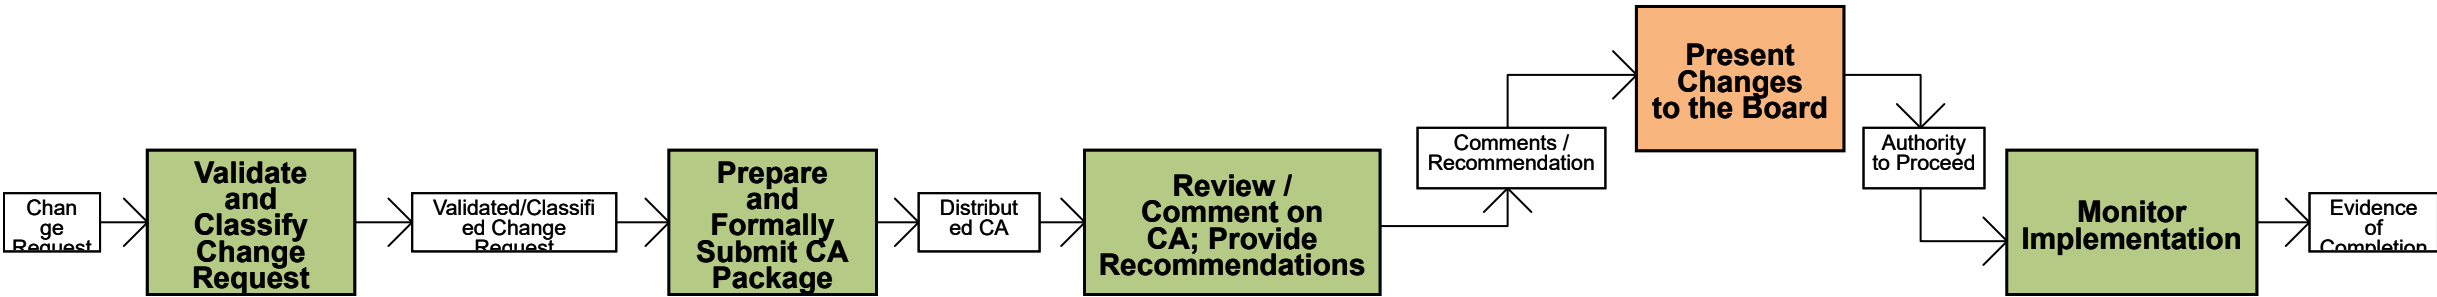 Chan
ge
Request
Validate
and
Classify
Change
Request
Validated/Classifi
ed Change
Request
Prepare
and
Formally
Submit CA
Package
Distribut
ed CA
Review /
Comment on
CA; Provide
Recommendations
Comments /
Recommendation
Present
Changes
to the Board
Authority
to Proceed
Monitor
Implementation
Evidence
of
Completion